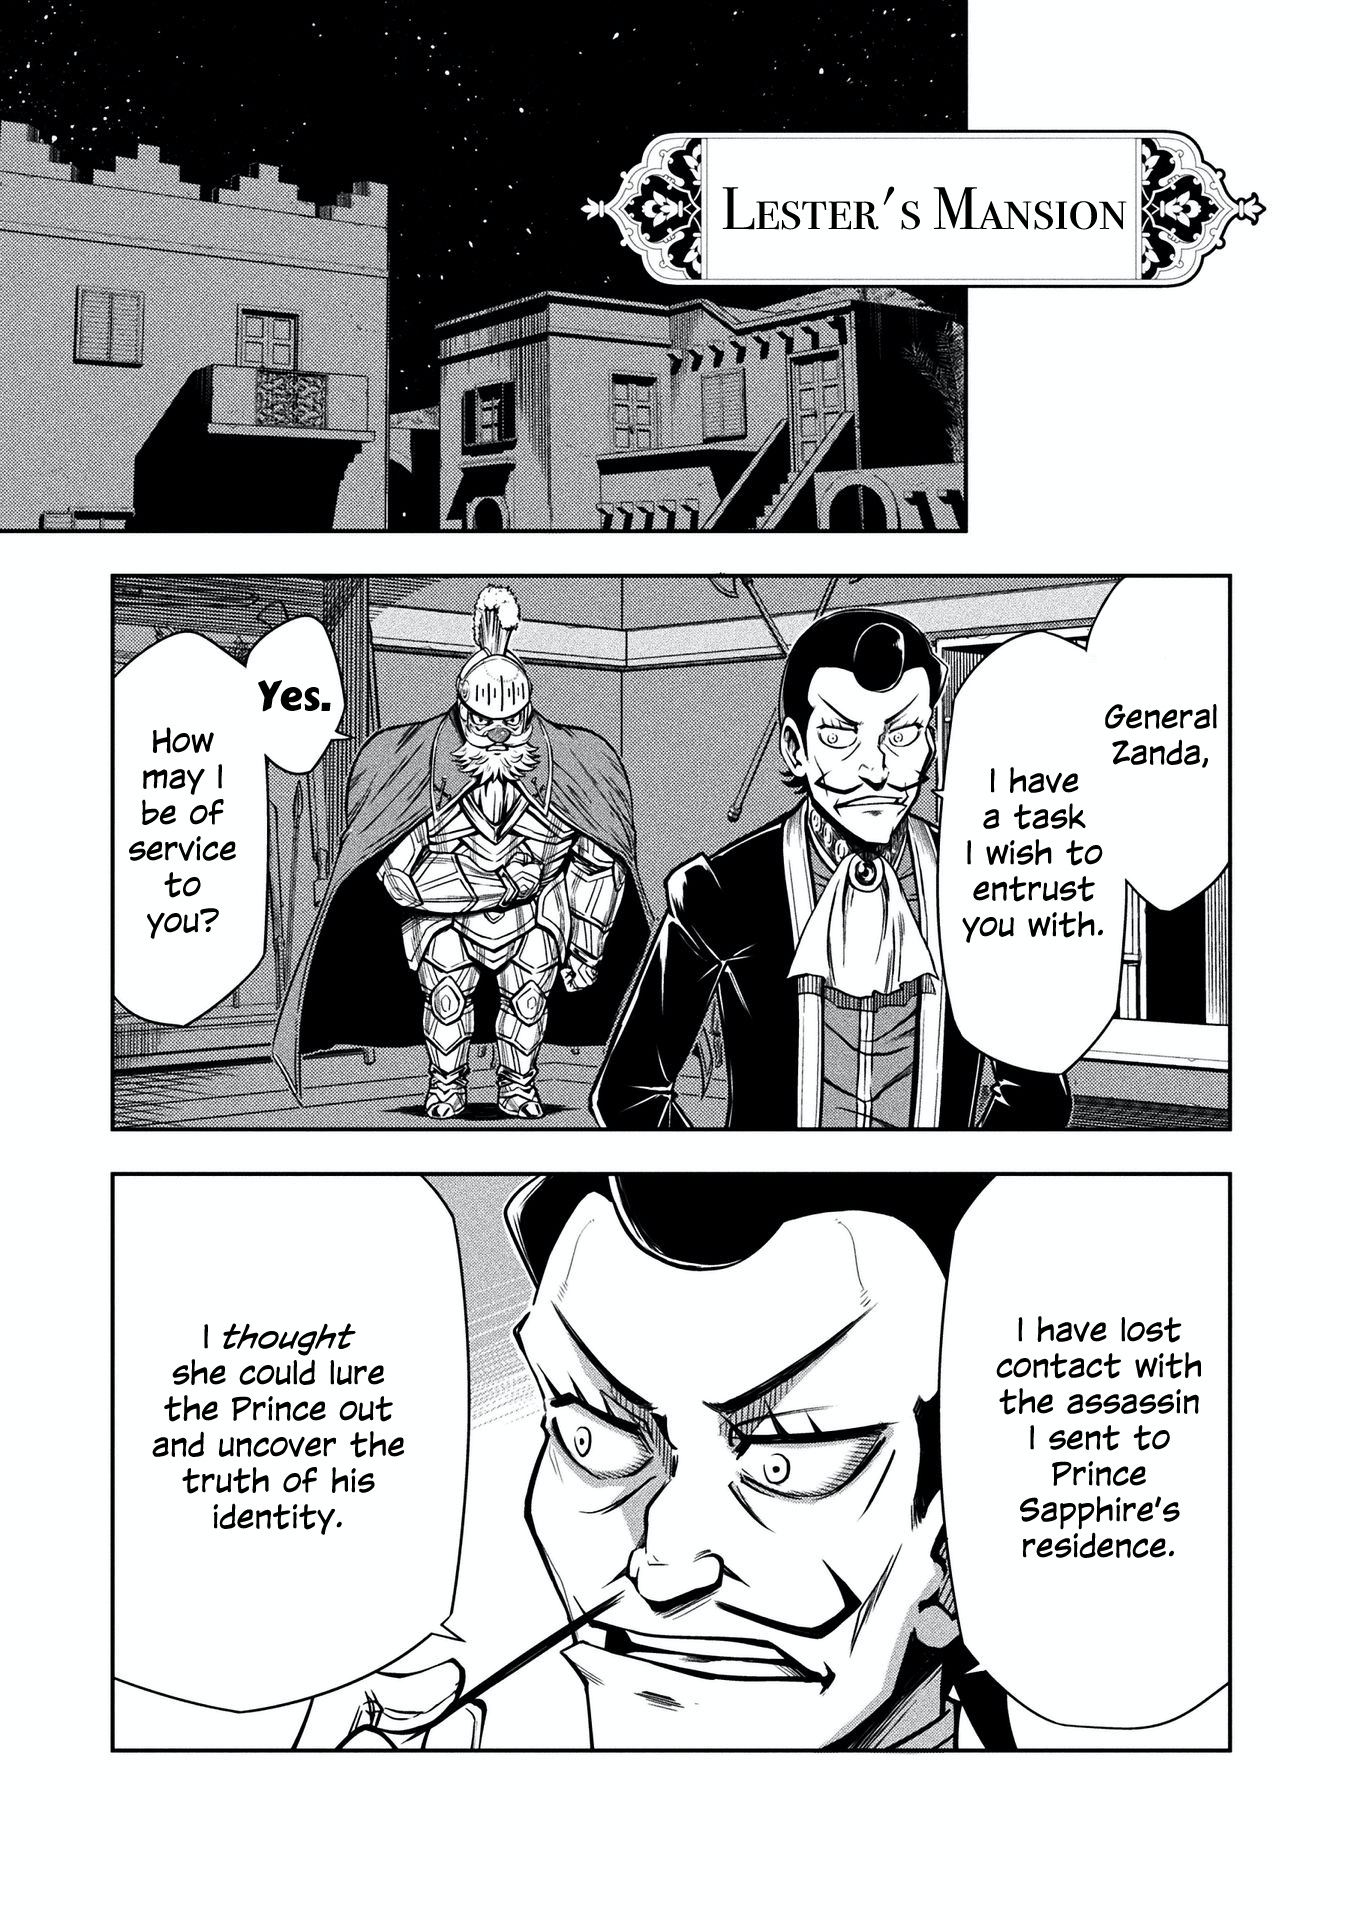 Lester's Mansion
General
Zanda,
I have
a task
I wish to
entrust
you with.
Yes.
How
may I
be of
service
to
you?
I have lost
contact with
the assassin
I sent to
Prince
Sapphire's
residence.
I thought
she could lure
the Prince out
and uncover the
truth of his
identity.